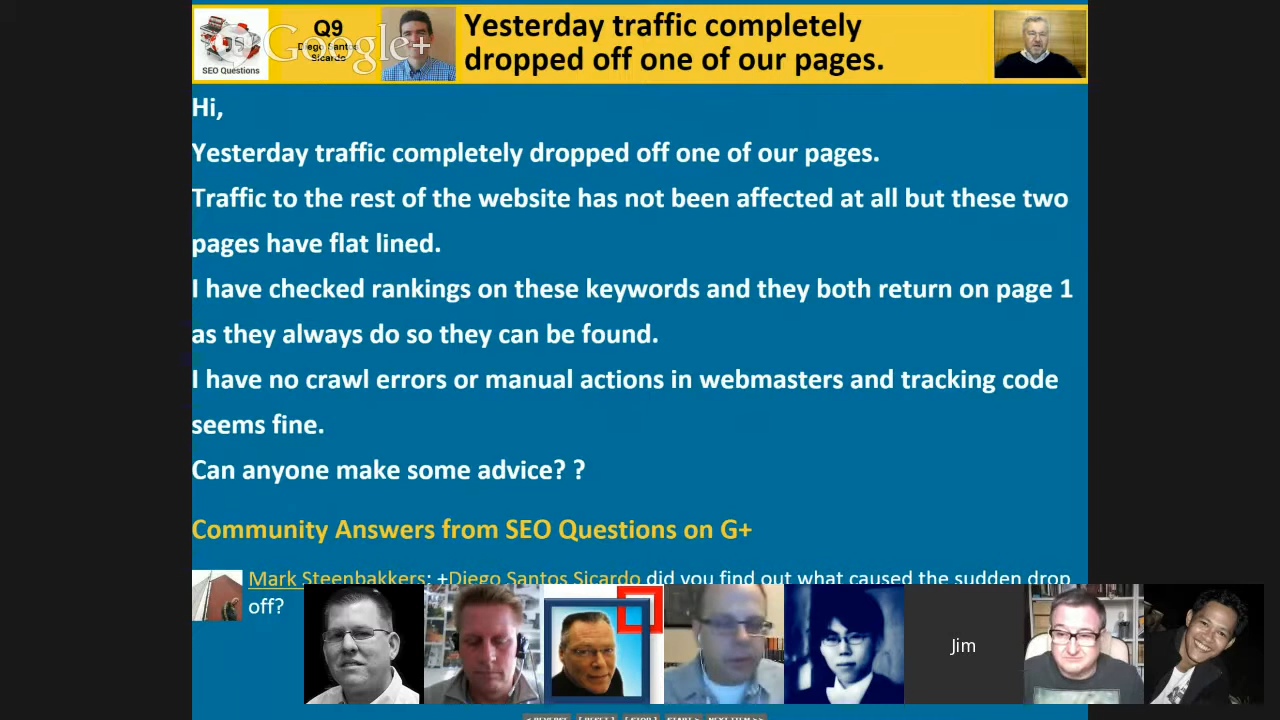 Q9
Diego Santos
Sicardo
Google+
SEO Questions
Yesterday traffic completely
dropped off one of our pages.
Hi,
Yesterday traffic completely dropped off one of our pages.
Traffic to the rest of the website has not been affected at all but these two
pages have flat lined.
I have checked rankings on these keywords and they both return on page 1
as they always do so they can be found.
I have no crawl errors or manual actions in webmasters and tracking code
seems fine.
Can anyone make some advice? ?
Community Answers from SEO Questions on G+
Mark Steenbakkers: +Diego Santos Sicardo did you find out what caused the sudden drop
off?
Jim